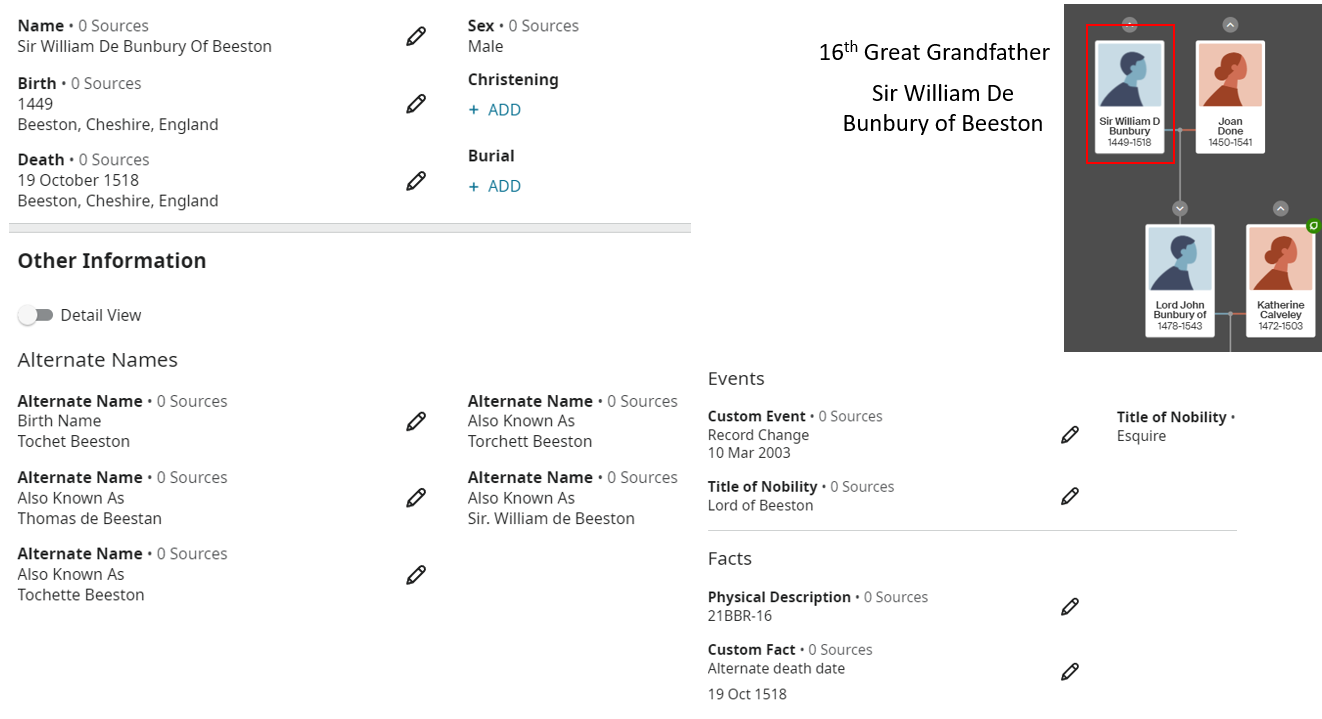 Name • 0 Sources
Sir William De Bunbury Of Beeston
Sex • 0 Sources
Male
Birth • 0 Sources
1449
Beeston, Cheshire, England
Christening
+ ADD
Death • 0 Sources
19 October 1518
Beeston, Cheshire, England
Burial
+ ADD
Other Information
Detail View
Alternate Names
Alternate Name • 0 Sources
Birth Name
Tochet Beeston
Alternate Name • 0 Sources
Also Known As
Torchett Beeston
Alternate Name • 0 Sources
Also Known As
Thomas de Beestan
Alternate Name • 0 Sources
Also Known As
Sir. William de Beeston
Alternate Name • 0 Sources
Also Known As
Tochette Beeston
16th Great Grandfather
Sir William De
Bunbury of Beeston
Sir William D
Bunbury
1449-1518
Joan
Done
1450-1541
Lord John
Bunbury of
1478-1543
Katherine
Calveley
1472-1503
Events
Custom Event • 0 Sources
Record Change
10 Mar 2003
Title of Nobility •
Esquire
Title of Nobility • 0 Sources
Lord of Beeston
Facts
Physical Description • 0 Sources
21BBR-16
Custom Fact • 0 Sources
Alternate death date
19 Oct 1518